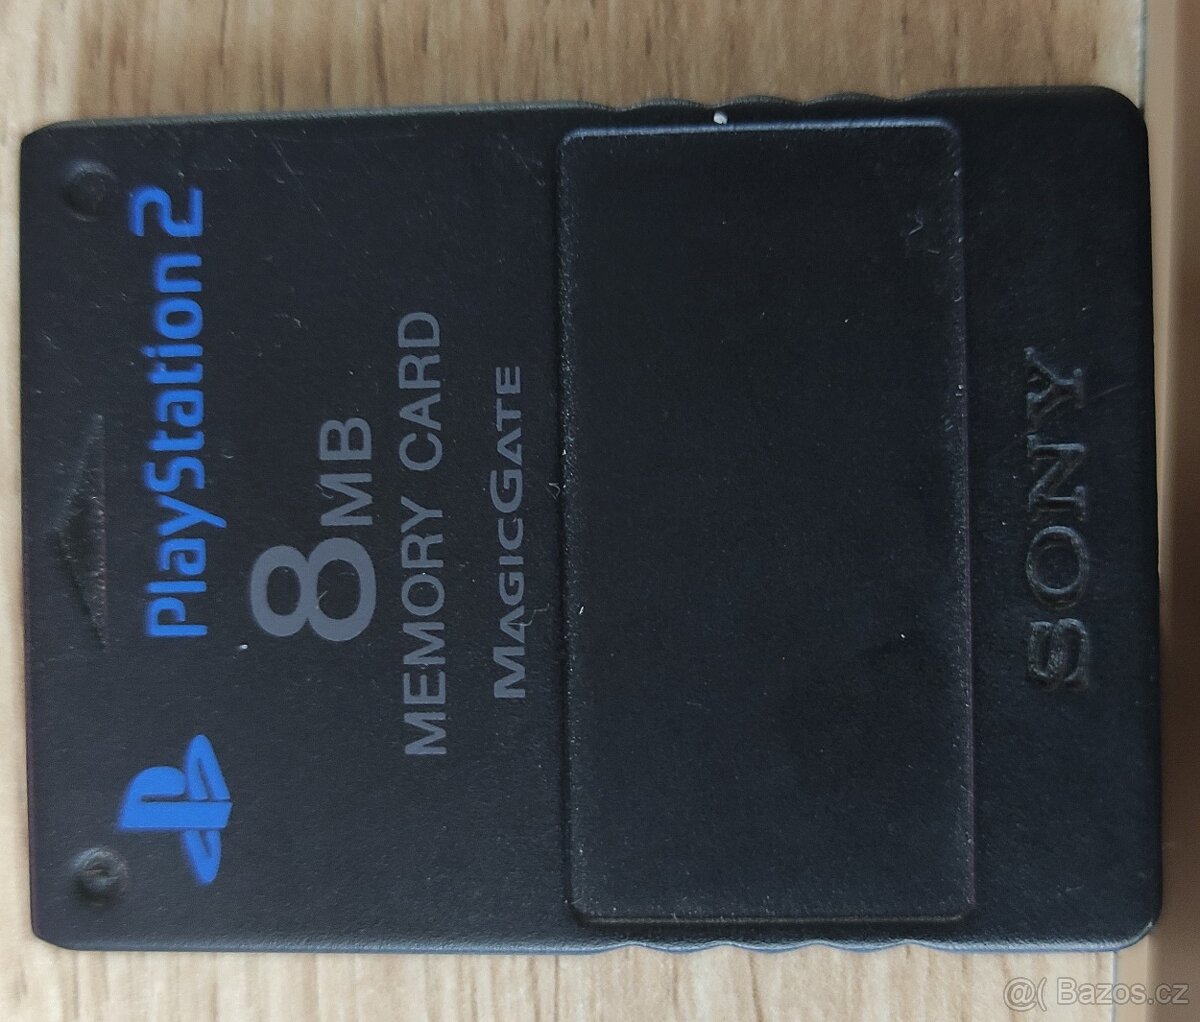 PlayStation 2
8MB
MEMORY CARD
MAGICGATE
SONY
@( Bazos.cz